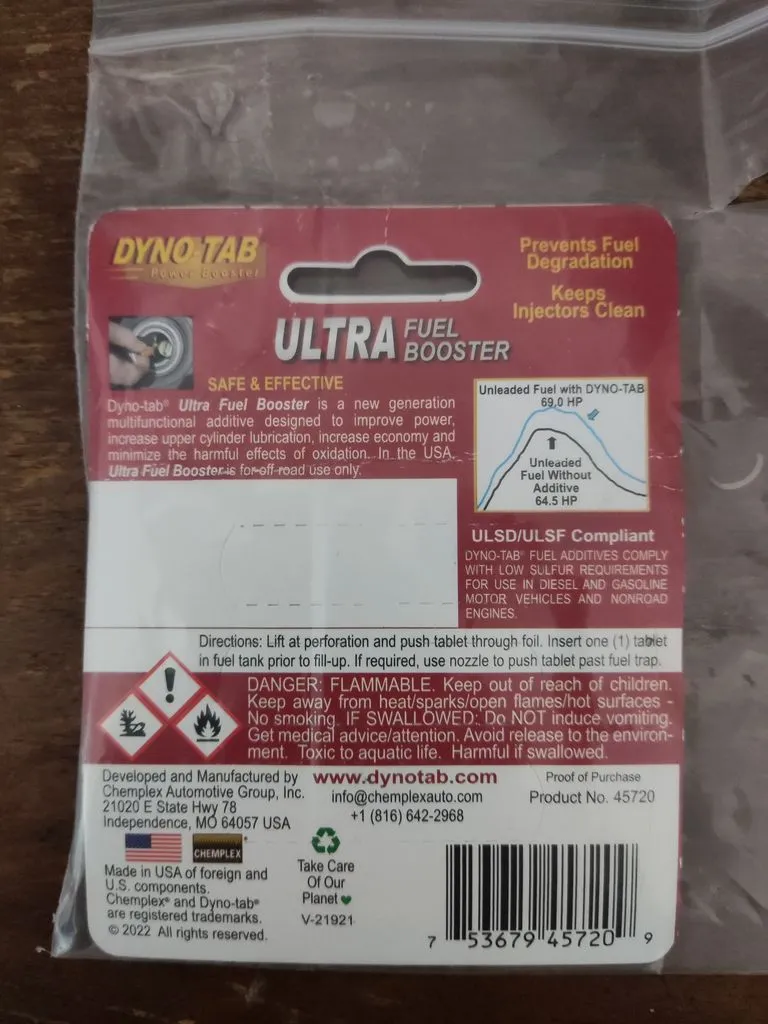 DYNO-TAB
Power Booster
Prevents Fuel
Degradation
Keeps
Injectors Clean
ULTRA FUEL
BOOSTER
SAFE & EFFECTIVE
Dyno-tab® Ultra Fuel Booster is a new generation
multifunctional additive designed to improve power,
increase upper cylinder lubrication, increase economy and
minimize the harmful effects of oxidation. In the USA,
Ultra Fuel Booster is for off road use only.
Unleaded Fuel with DYNO-TAB
69.0 HP
Unleaded
Fuel Without
Additive
64.5 HP
ULSD/ULSF Compliant
DYNO-TAB® FUEL ADDITIVES COMPLY
WITH LOW SULFUR REQUIREMENTS
FOR USE IN DIESEL AND GASOLINE
MOTOR VEHICLES AND NONROAD
ENGINES.
Directions: Lift at perforation and push tablet through foil. Insert one (1) tablet
in fuel tank prior to fill-up. If required, use nozzle to push tablet past fuel trap.
DANGER: FLAMMABLE. Keep out of reach of children.
Keep away from heat/sparks/open flames/hot surfaces -
No smoking. IF SWALLOWED: Do NOT induce vomiting.
Get medical advice/attention. Avoid release to the environ-
ment. Toxic to aquatic life. Harmful if swallowed.
Developed and Manufactured by
Chemplex Automotive Group, Inc.
21020 E State Hwy 78
Independence, MO 64057 USA
www.dynotab.com
info@chemplexauto.com
+1 (816) 642-2968
Proof of Purchase
Product No. 45720
CHEMPLEX
Made in USA of foreign and
U.S. components.
Chemplex® and Dyno-tab®
are registered trademarks.
© 2022 All rights reserved.
Take Care
Of Our
Planet
V-21921
7 53679 45720 9